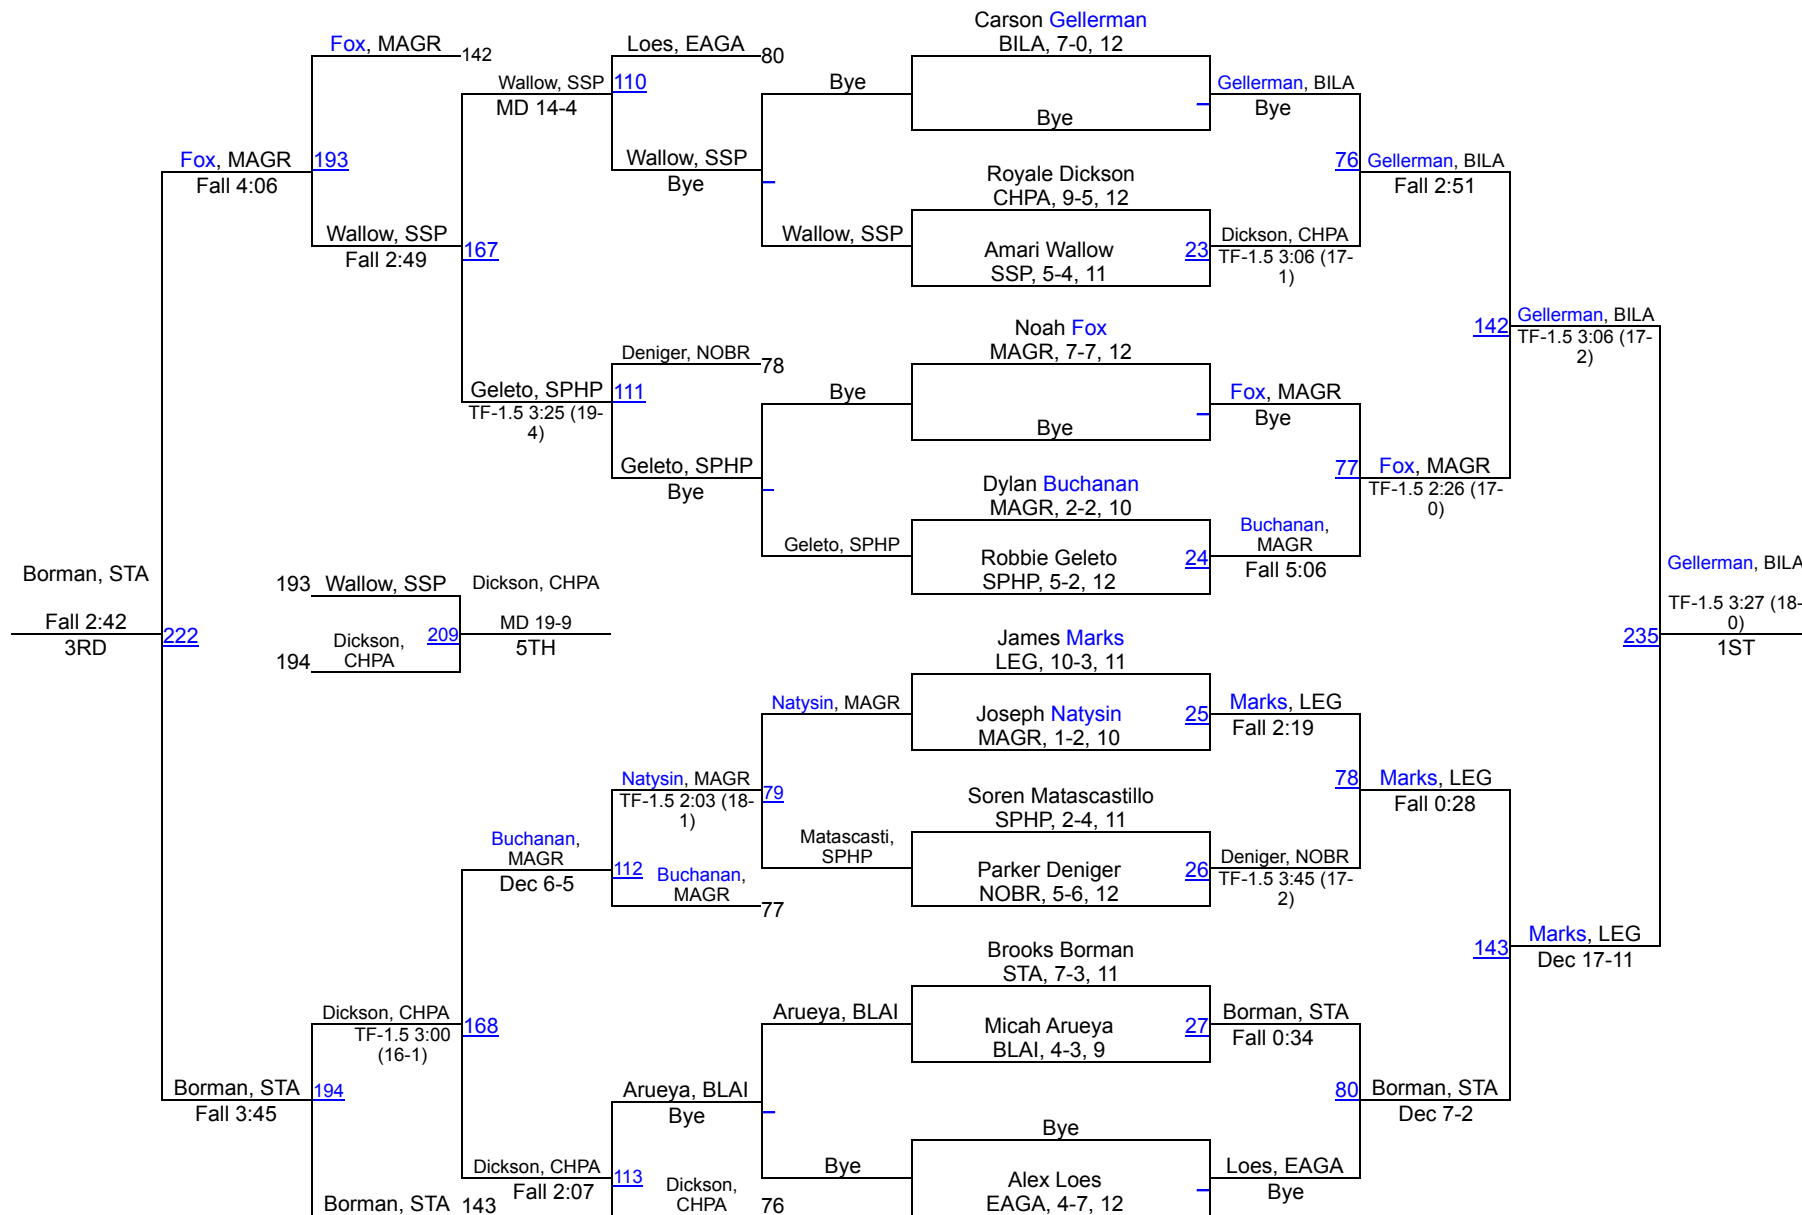 Carson Gellerman
BILA, 7-0, 12
Fox, MAGR
142
Loes, EAGA
80
Wallow, SSP
110
MD 14-4
Bye
Gellerman, BILA
Bye
Bye
Fox, MAGR
193
Fall 4:06
Wallow, SSP
Bye
76
Gellerman, BILA
Fall 2:51
Royale Dickson
CHPA, 9-5, 12
Wallow, SSP
167
Fall 2:49
Wallow, SSP
Amari Wallow
SSP, 5-4, 11
23
Dickson, CHPA
TF-1.5 3:06 (17-
1)
142
Gellerman, BILA
TF-1.5 3:06 (17-
2)
Noah Fox
MAGR, 7-7, 12
Deniger, NOBR
78
Geleto, SPHP
111
TF-1.5 3:25 (19-
4)
Bye
Fox, MAGR
Bye
Bye
Geleto, SPHP
Bye
77
Fox, MAGR
TF-1.5 2:26 (17-
0)
Dylan Buchanan
MAGR, 2-2, 10
Geleto, SPHP
Robbie Geleto
SPHP, 5-2, 12
24
Buchanan,
MAGR
Fall 5:06
Borman, STA
Fall 2:42
3RD
222
193
Wallow, SSP
194
Dickson,
CHPA
209
Dickson, CHPA
MD 19-9
5TH
Gellerman, BILA
TF-1.5 3:27 (18-
0)
235
1ST
James Marks
LEG, 10-3, 11
Natysin, MAGR
Joseph Natysin
MAGR, 1-2, 10
25
Marks, LEG
Fall 2:19
Natysin, MAGR
79
TF-1.5 2:03 (18-
1)
78
Marks, LEG
Fall 0:28
Soren Matascastillo
SPHP, 2-4, 11
Matascasti,
SPHP
Parker Deniger
NOBR, 5-6, 12
26
Deniger, NOBR
TF-1.5 3:45 (17-
2)
Buchanan,
MAGR
Dec 6-5
112
Buchanan,
MAGR
77
143
Marks, LEG
Dec 17-11
Brooks Borman
STA, 7-3, 11
Dickson, CHPA
168
TF-1.5 3:00
(16-1)
Arueya, BLAI
Micah Arueya
BLAI, 4-3, 9
27
Borman, STA
Fall 0:34
Borman, STA
194
Fall 3:45
Arueya, BLAI
Bye
80
Borman, STA
Dec 7-2
Bye
Dickson, CHPA
113
Fall 2:07
Bye
Alex Loes
EAGA, 4-7, 12
Loes, EAGA
Bye
Borman, STA
143
Dickson,
CHPA
76